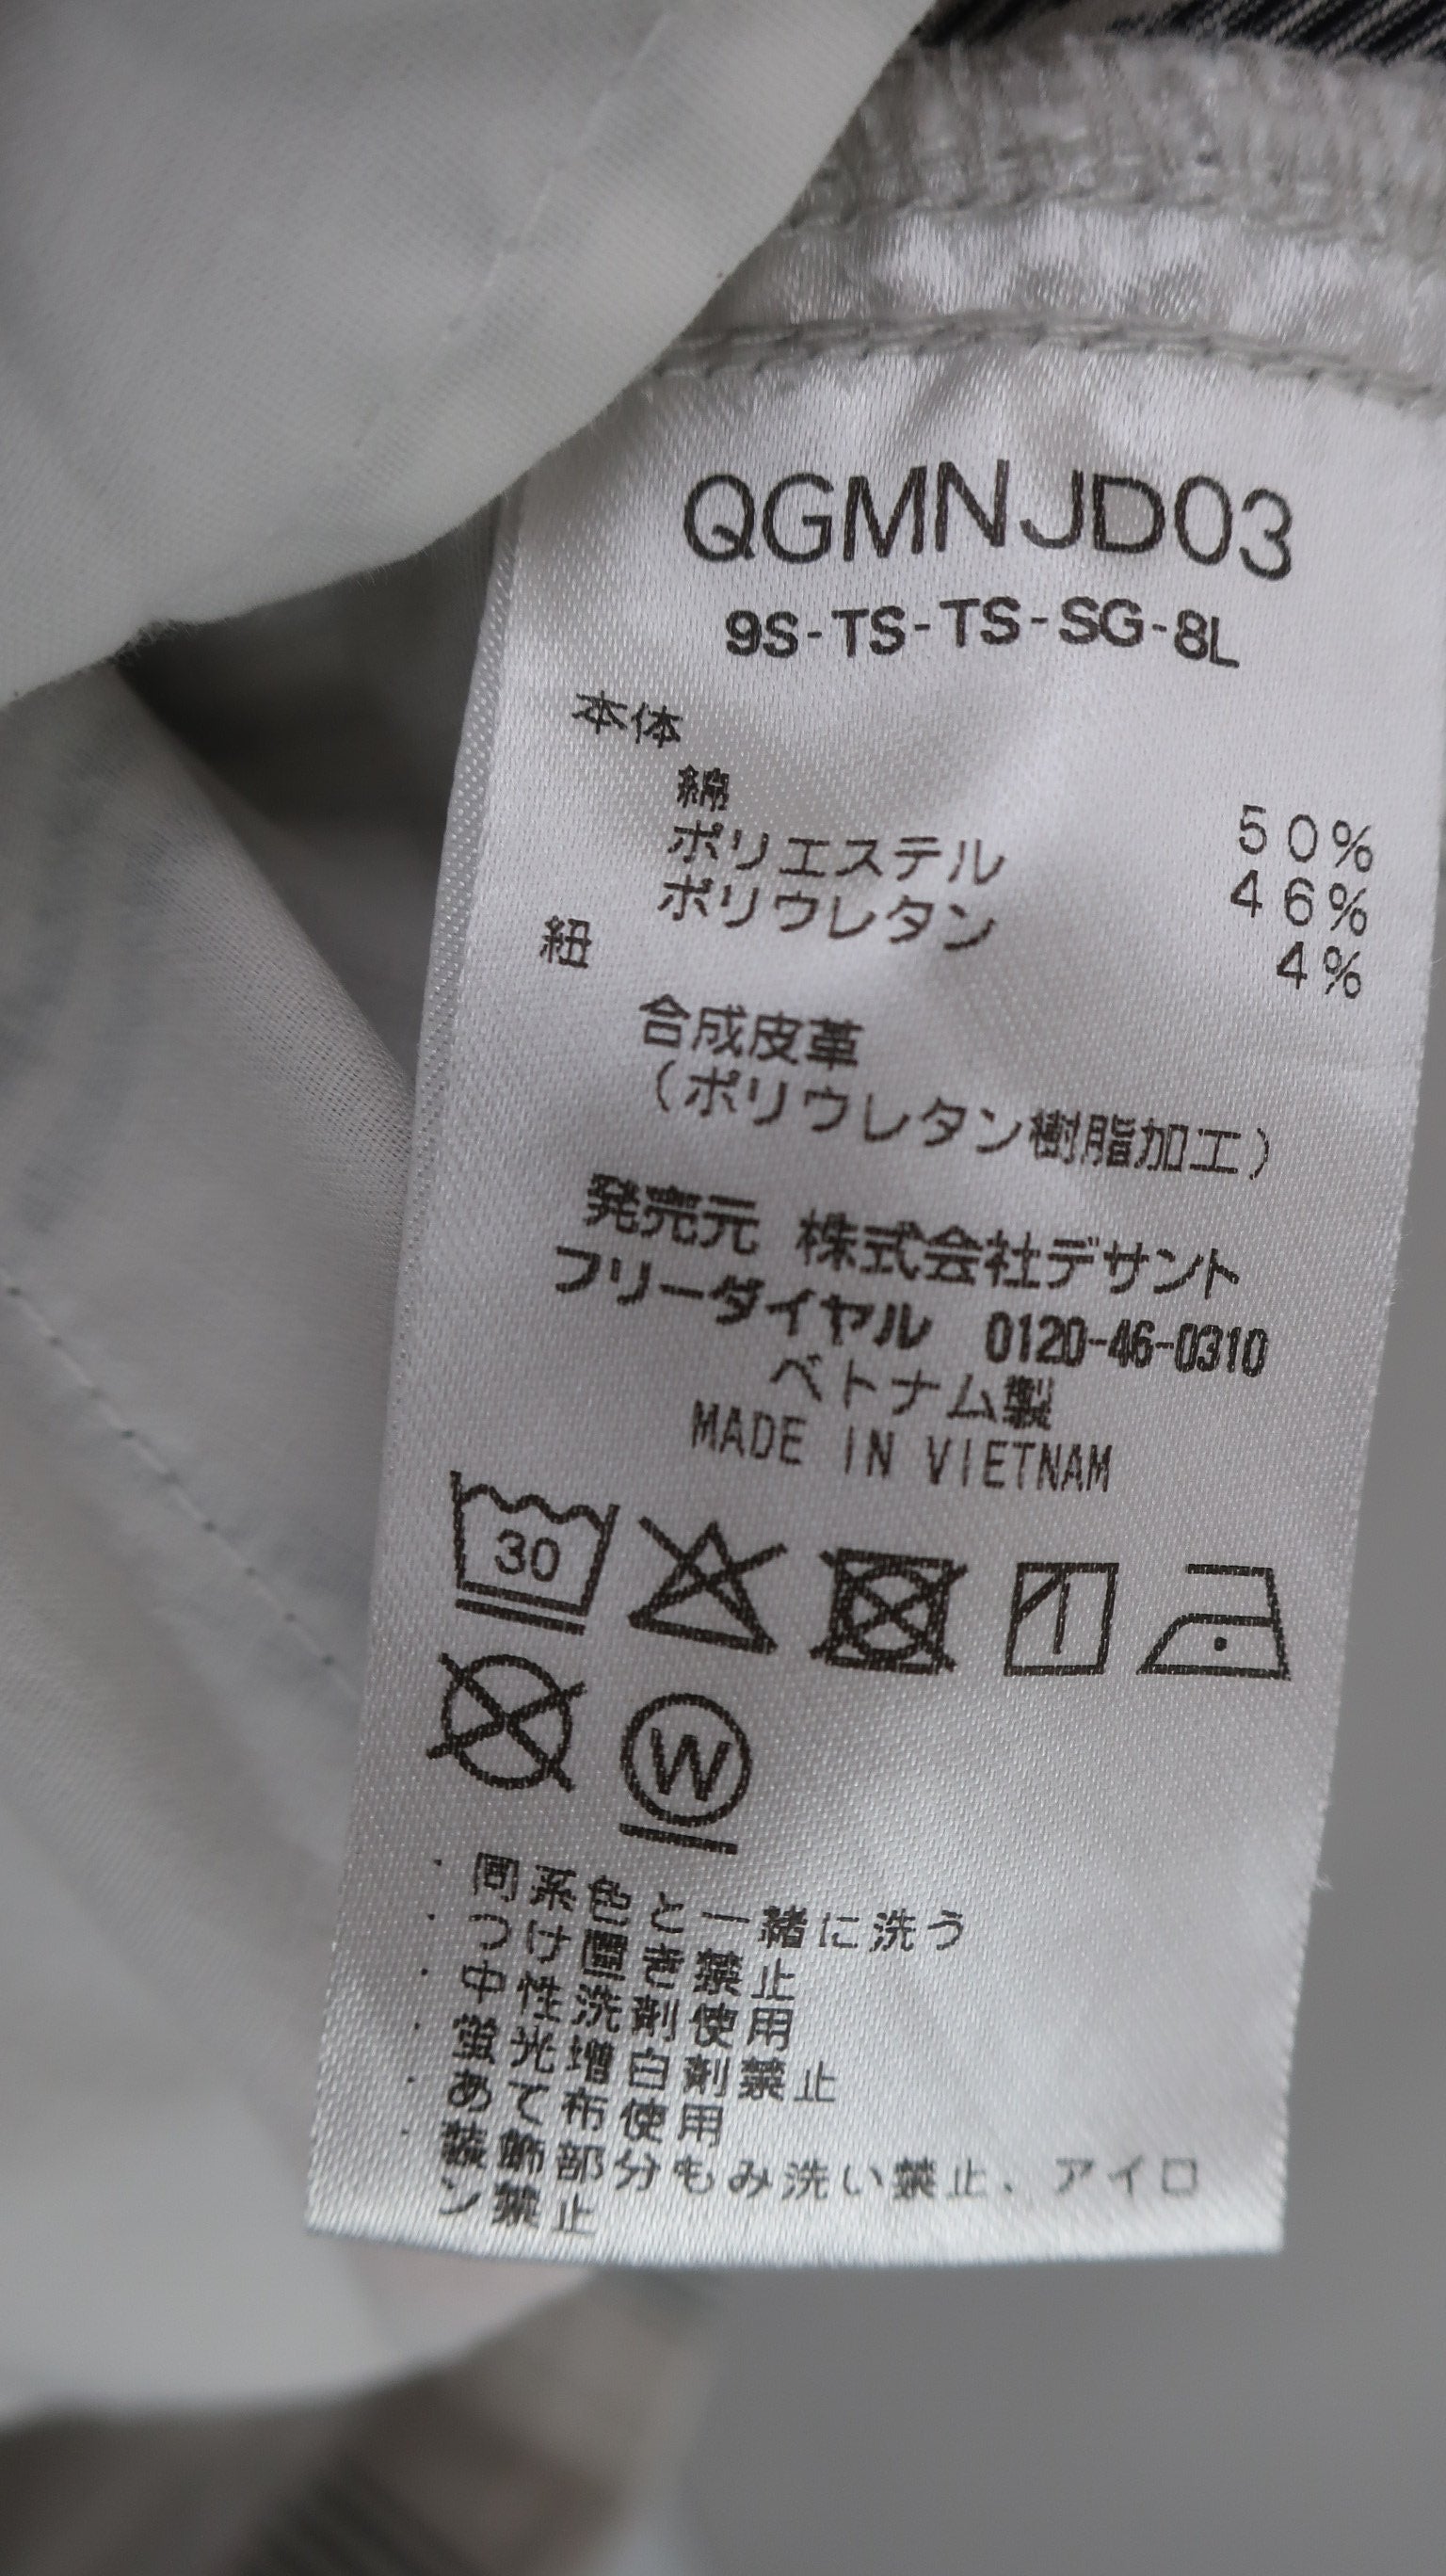 QGMNJD03
9S-TS-TS-SG-8L
本体
綿 50%
ポリエステル 46%
ポリウレタン 4%
紐
合成皮革
(ポリウレタン樹脂加工)
発売元 株式会社デサント
フリーダイヤル 0120-46-0310
ベトナム製
MADE IN VIETNAM
30
W
・同系色と一緒に洗う
・つけ置き禁止
・中性洗剤使用
・蛍光増白剤禁止
・あて布使用
・装飾部分もみ洗い禁止、アイロ
ン禁止